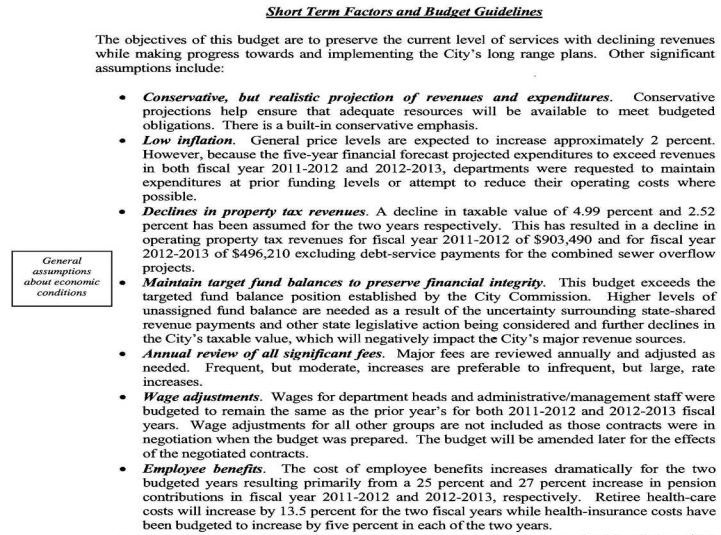 Short Term Factors and Budget Guidelines
The objectives of this budget are to preserve the current level of services with declining revenues
while making progress towards and implementing the City's long range plans. Other significant
assumptions include:
• Conservative, but realistic projection of revenues and expenditures. Conservative
projections help ensure that adequate resources will be available to meet budgeted
obligations. There is a built-in conservative emphasis.
• Low inflation. General price levels are expected to increase approximately 2 percent.
However, because the five-year financial forecast projected expenditures to exceed revenues
in both fiscal year 2011-2012 and 2012-2013, departments were requested to maintain
expenditures at prior funding levels or attempt to reduce their operating costs where
possible.
• Declines in property tax revenues. A decline in taxable value of 4.99 percent and 2.52
percent has been assumed for the two years respectively. This has resulted in a decline in
operating property tax revenues for fiscal year 2011-2012 of $903,490 and for fiscal year
2012-2013 of $496,210 excluding debt-service payments for the combined sewer overflow
projects.
General
assumptions
about economic
conditions
• Maintain target fund balances to preserve financial integrity. This budget exceeds the
targeted fund balance position established by the City Commission. Higher levels of
unassigned fund balance are needed as a result of the uncertainty surrounding state-shared
revenue payments and other state legislative action being considered and further declines in
the City's taxable value, which will negatively impact the City's major revenue sources.
• Annual review of all significant fees. Major fees are reviewed annually and adjusted as
needed. Frequent, but moderate, increases are preferable to infrequent, but large, rate
increases.
• Wage adjustments. Wages for department heads and administrative/management staff were
budgeted to remain the same as the prior year's for both 2011-2012 and 2012-2013 fiscal
years. Wage adjustments for all other groups are not included as those contracts were in
negotiation when the budget was prepared. The budget will be amended later for the effects
of the negotiated contracts.
• Employee benefits. The cost of employee benefits increases dramatically for the two
budgeted years resulting primarily from a 25 percent and 27 percent increase in pension
contributions in fiscal year 2011-2012 and 2012-2013, respectively. Retiree health-care
costs will increase by 13.5 percent for the two fiscal years while health-insurance costs have
been budgeted to increase by five percent in each of the two years.